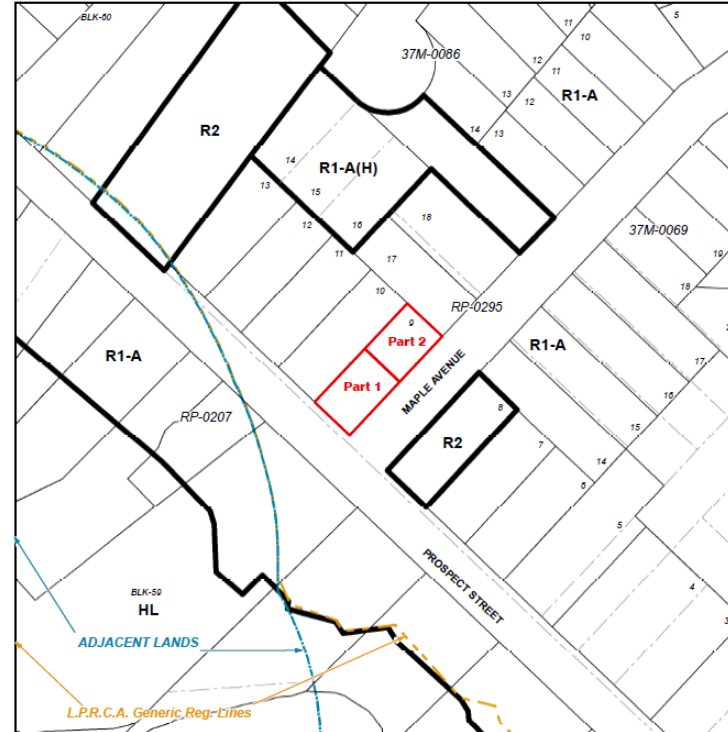 BLK-60
11
10
5
37M-0086
12
11
13
12
R1-A
14
13
R2
14
R1-A(H)
13
15
12
16
18
11
17
37M-0069
19
18
10
RP-0295
9
Part 2
R1-A
17
R1-A
Part 1
MAPLE AVENUE
16
8
RP-0207
15
R2
7
14
6
5
PROSPECT STREET
4
BLK-59
HL
3
ADJACENT LANDS
L.P.R.C.A. Generic Reg. Lines